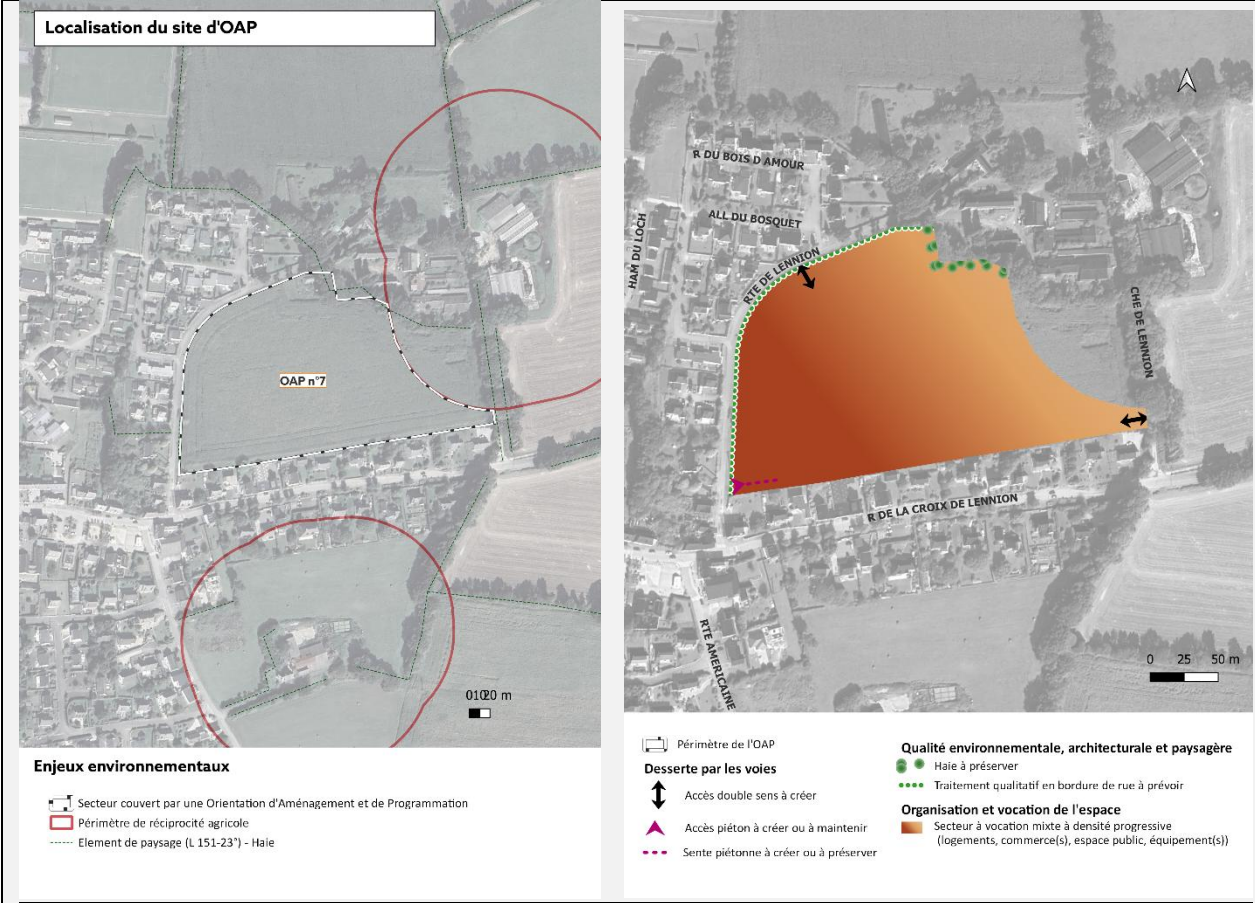 Localisation du site d'OAP
OAP n°7
01020 m
Enjeux environnementaux
Secteur couvert par une Orientation d'Aménagement et de Programmation
Périmètre de réciprocité agricole
Element de paysage (L 151-23°) - Haie
R DU BOIS D AMOUR
ALL DU BOSQUET
HAM DU LOCH
RTE DE LENNION
CHE DE LENNION
R DE LA CROIX DE LENNION
RTE AMERICAINE
0 25 50 m
Périmètre de l'OAP
Desserte par les voies
Accès double sens à créer
Accès piéton à créer ou à maintenir
Sente piétonne à créer ou à préserver
Qualité environnementale, architecturale et paysagère
Haie à préserver
Traitement qualitatif en bordure de rue à prévoir
Organisation et vocation de l'espace
Secteur à vocation mixte à densité progressive
(logements, commerce(s), espace public, équipement(s))